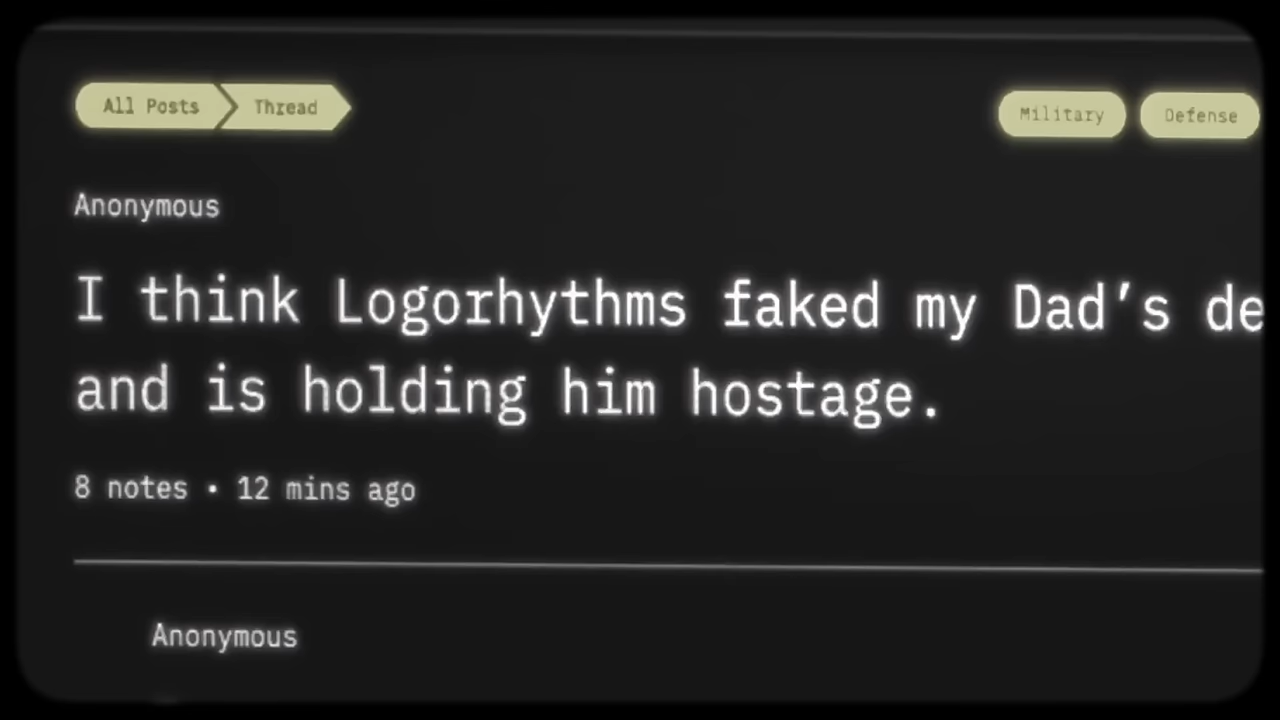 All Posts Thread Military Defense
Anonymous
I think Logorhythms faked my Dad’s de
and is holding him hostage.
8 notes • 12 mins ago
Anonymous